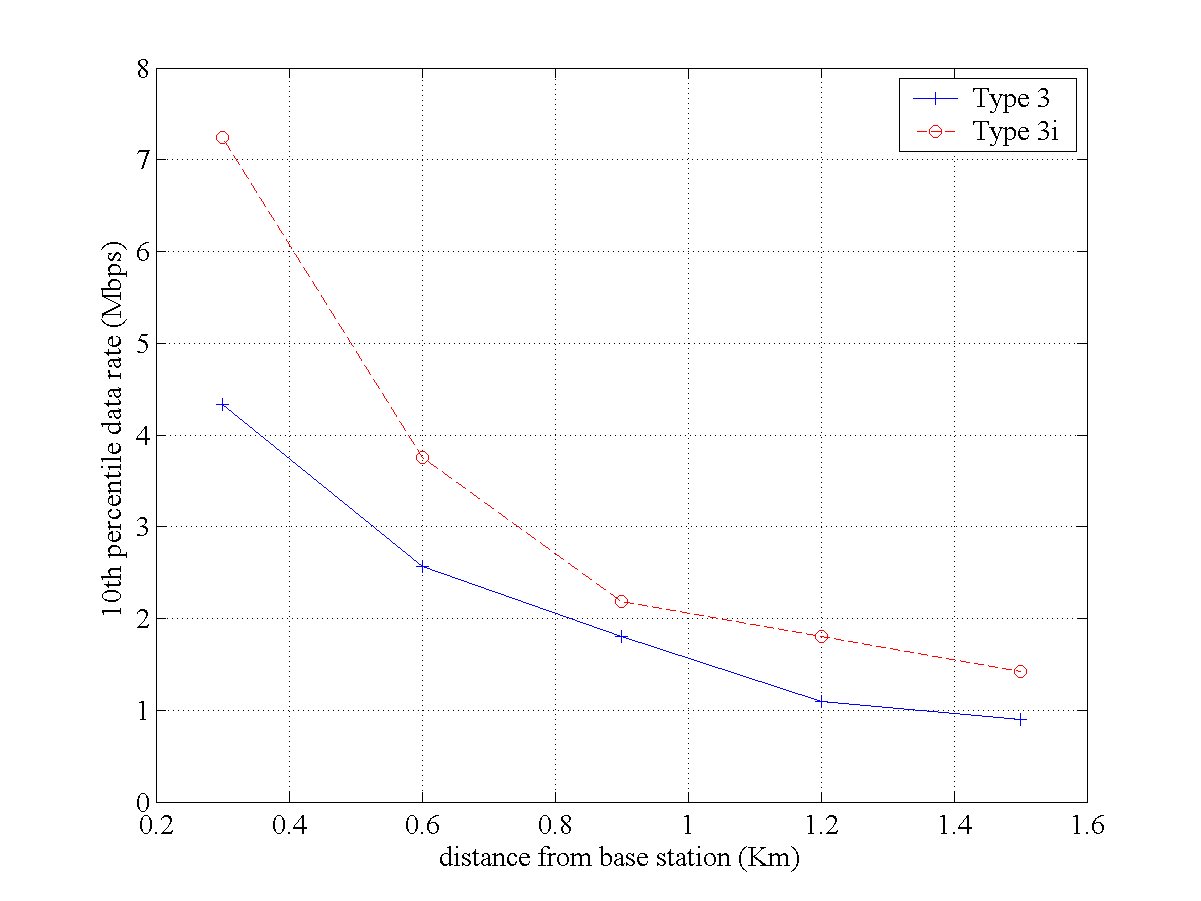 8
7
6
5
4
3
2
1
0
10th percentile data rate (Mbps)
Type 3
Type 3i
0.2 0.4 0.6 0.8 1 1.2 1.4 1.6
distance from base station (Km)